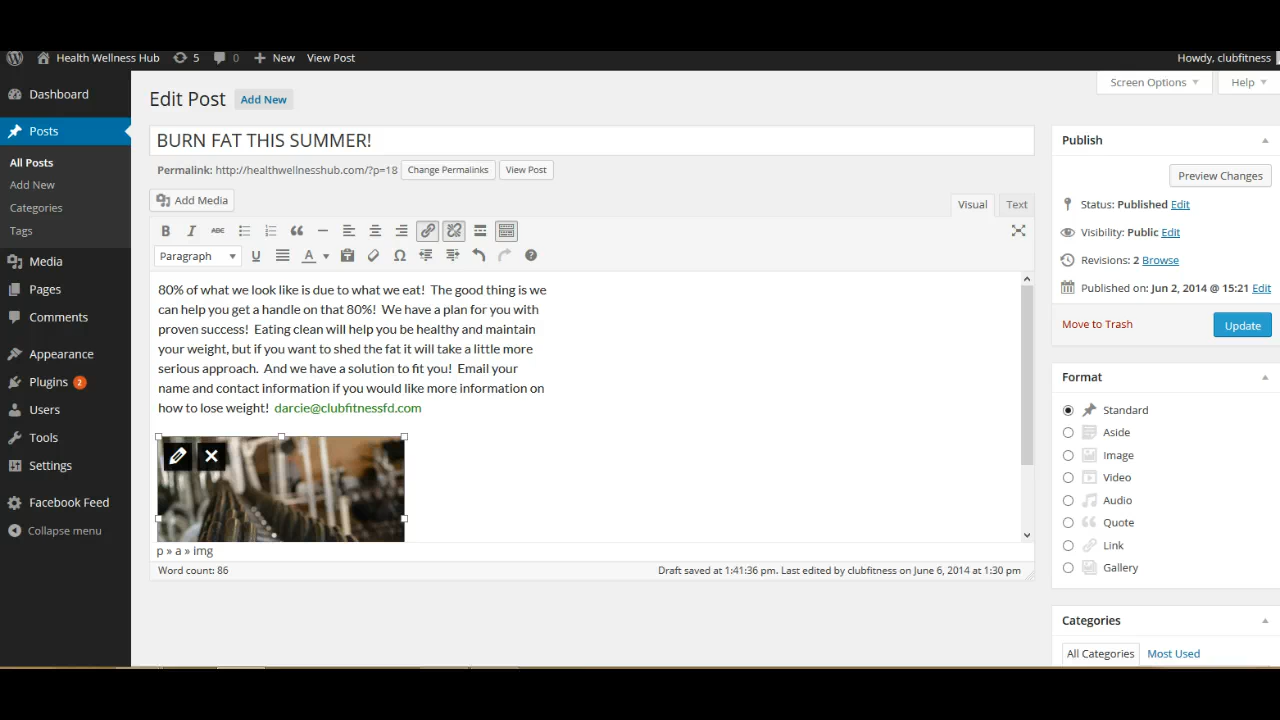 Health Wellness Hub 5 0 New View Post Howdy, clubfitness
Screen Options Help
Dashboard
Posts
All Posts
Add New
Categories
Tags
Media
Pages
Comments
Appearance
Plugins 2
Users
Tools
Settings
Facebook Feed
Collapse menu
Edit Post Add New
BURN FAT THIS SUMMER!
Permalink: http://healthwellnesshub.com/?p=18 Change Permalinks View Post
Add Media
Visual Text
B I ABC
Paragraph U A
80% of what we look like is due to what we eat! The good thing is we
can help you get a handle on that 80%! We have a plan for you with
proven success! Eating clean will help you be healthy and maintain
your weight, but if you want to shed the fat it will take a little more
serious approach. And we have a solution to fit you! Email your
name and contact information if you would like more information on
how to lose weight! darcie@clubfitnessfd.com
p » a » img
Word count: 86 Draft saved at 1:41:36 pm. Last edited by clubfitness on June 6, 2014 at 1:30 pm
Publish
Preview Changes
Status: Published Edit
Visibility: Public Edit
Revisions: 2 Browse
Published on: Jun 2, 2014 @ 15:21 Edit
Move to Trash Update
Format
Standard
Aside
Image
Video
Audio
Quote
Link
Gallery
Categories
All Categories Most Used